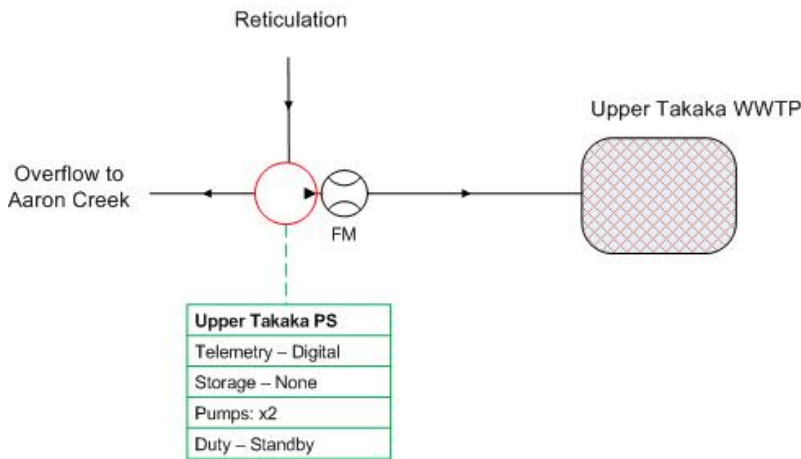 Reticulation
Upper Takaka WWTP
Overflow to
Aaron Creek
FM
Upper Takaka PS
Telemetry – Digital
Storage – None
Pumps: x2
Duty – Standby